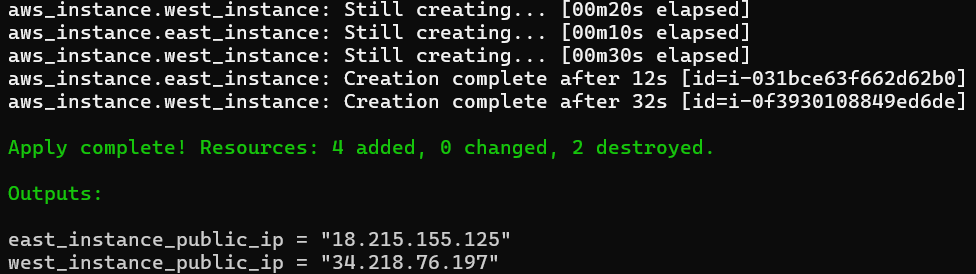 aws_instance.west_instance: Still creating... [00m20s elapsed]
aws_instance.east_instance: Still creating... [00m10s elapsed]
aws_instance.west_instance: Still creating... [00m30s elapsed]
aws_instance.east_instance: Creation complete after 12s [id=i-031bce63f662d62b0]
aws_instance.west_instance: Creation complete after 32s [id=i-0f3930108849ed6de]
Apply complete! Resources: 4 added, 0 changed, 2 destroyed.
Outputs:
east_instance_public_ip = "18.215.155.125"
west_instance_public_ip = "34.218.76.197"